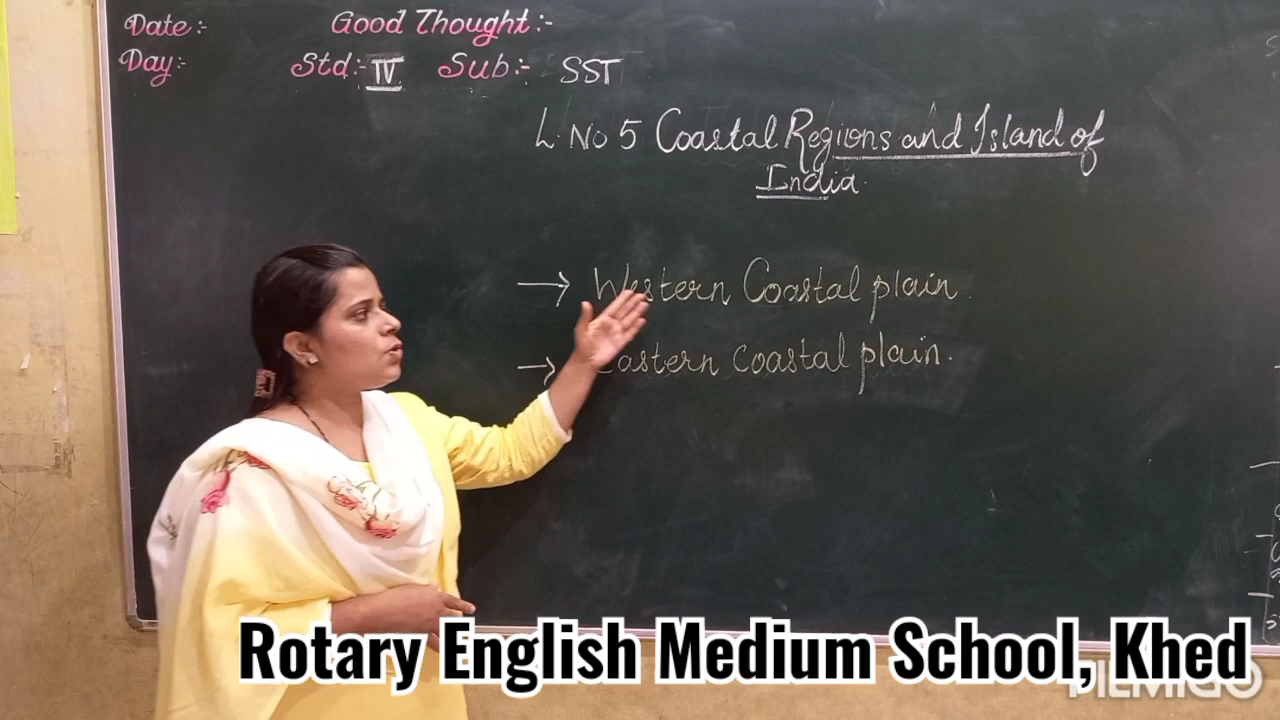 Date:- Good Thought:-
Day:- Std:- IV Sub:- SST
L. No 5 Coastal Regions and Island of
India.
→ Western Coastal plain.
→ Eastern coastal plain.
Rotary English Medium School, Khed
FILMIGO